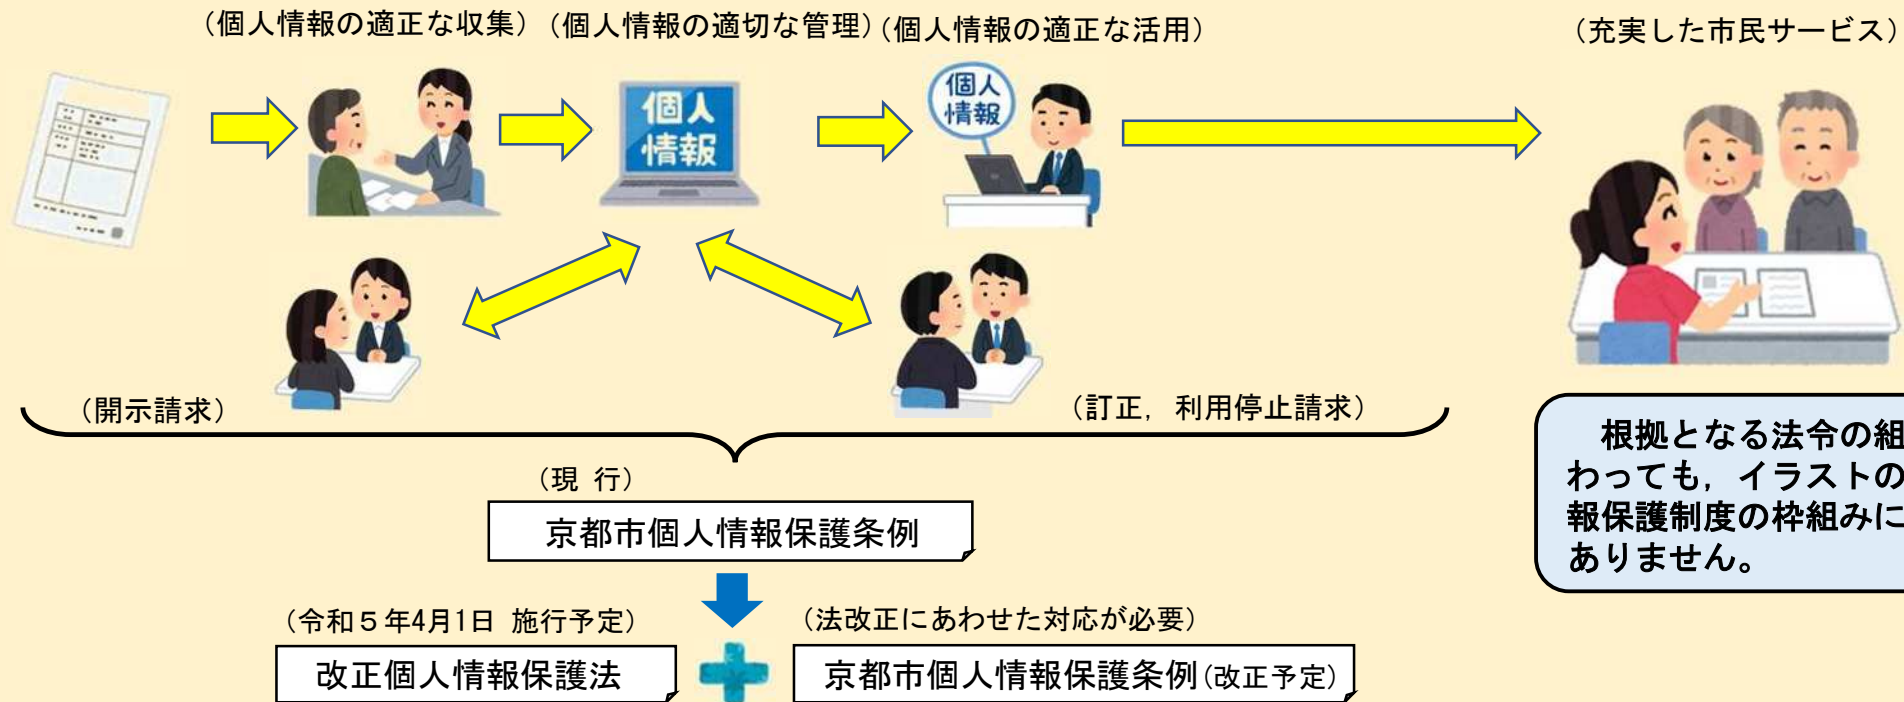 （個人情報の適正な収集）（個人情報の適切な管理）（個人情報の適正な活用）
（充実した市民サービス）
個人
情報
個人
情報
（開示請求）
（訂正，利用停止請求）
根拠となる法令の組
わっても，イラストの
報保護制度の枠組みに
ありません。
（現 行）
京都市個人情報保護条例
（令和５年4月1日 施行予定）
（法改正にあわせた対応が必要）
改正個人情報保護法
京都市個人情報保護条例(改正予定)